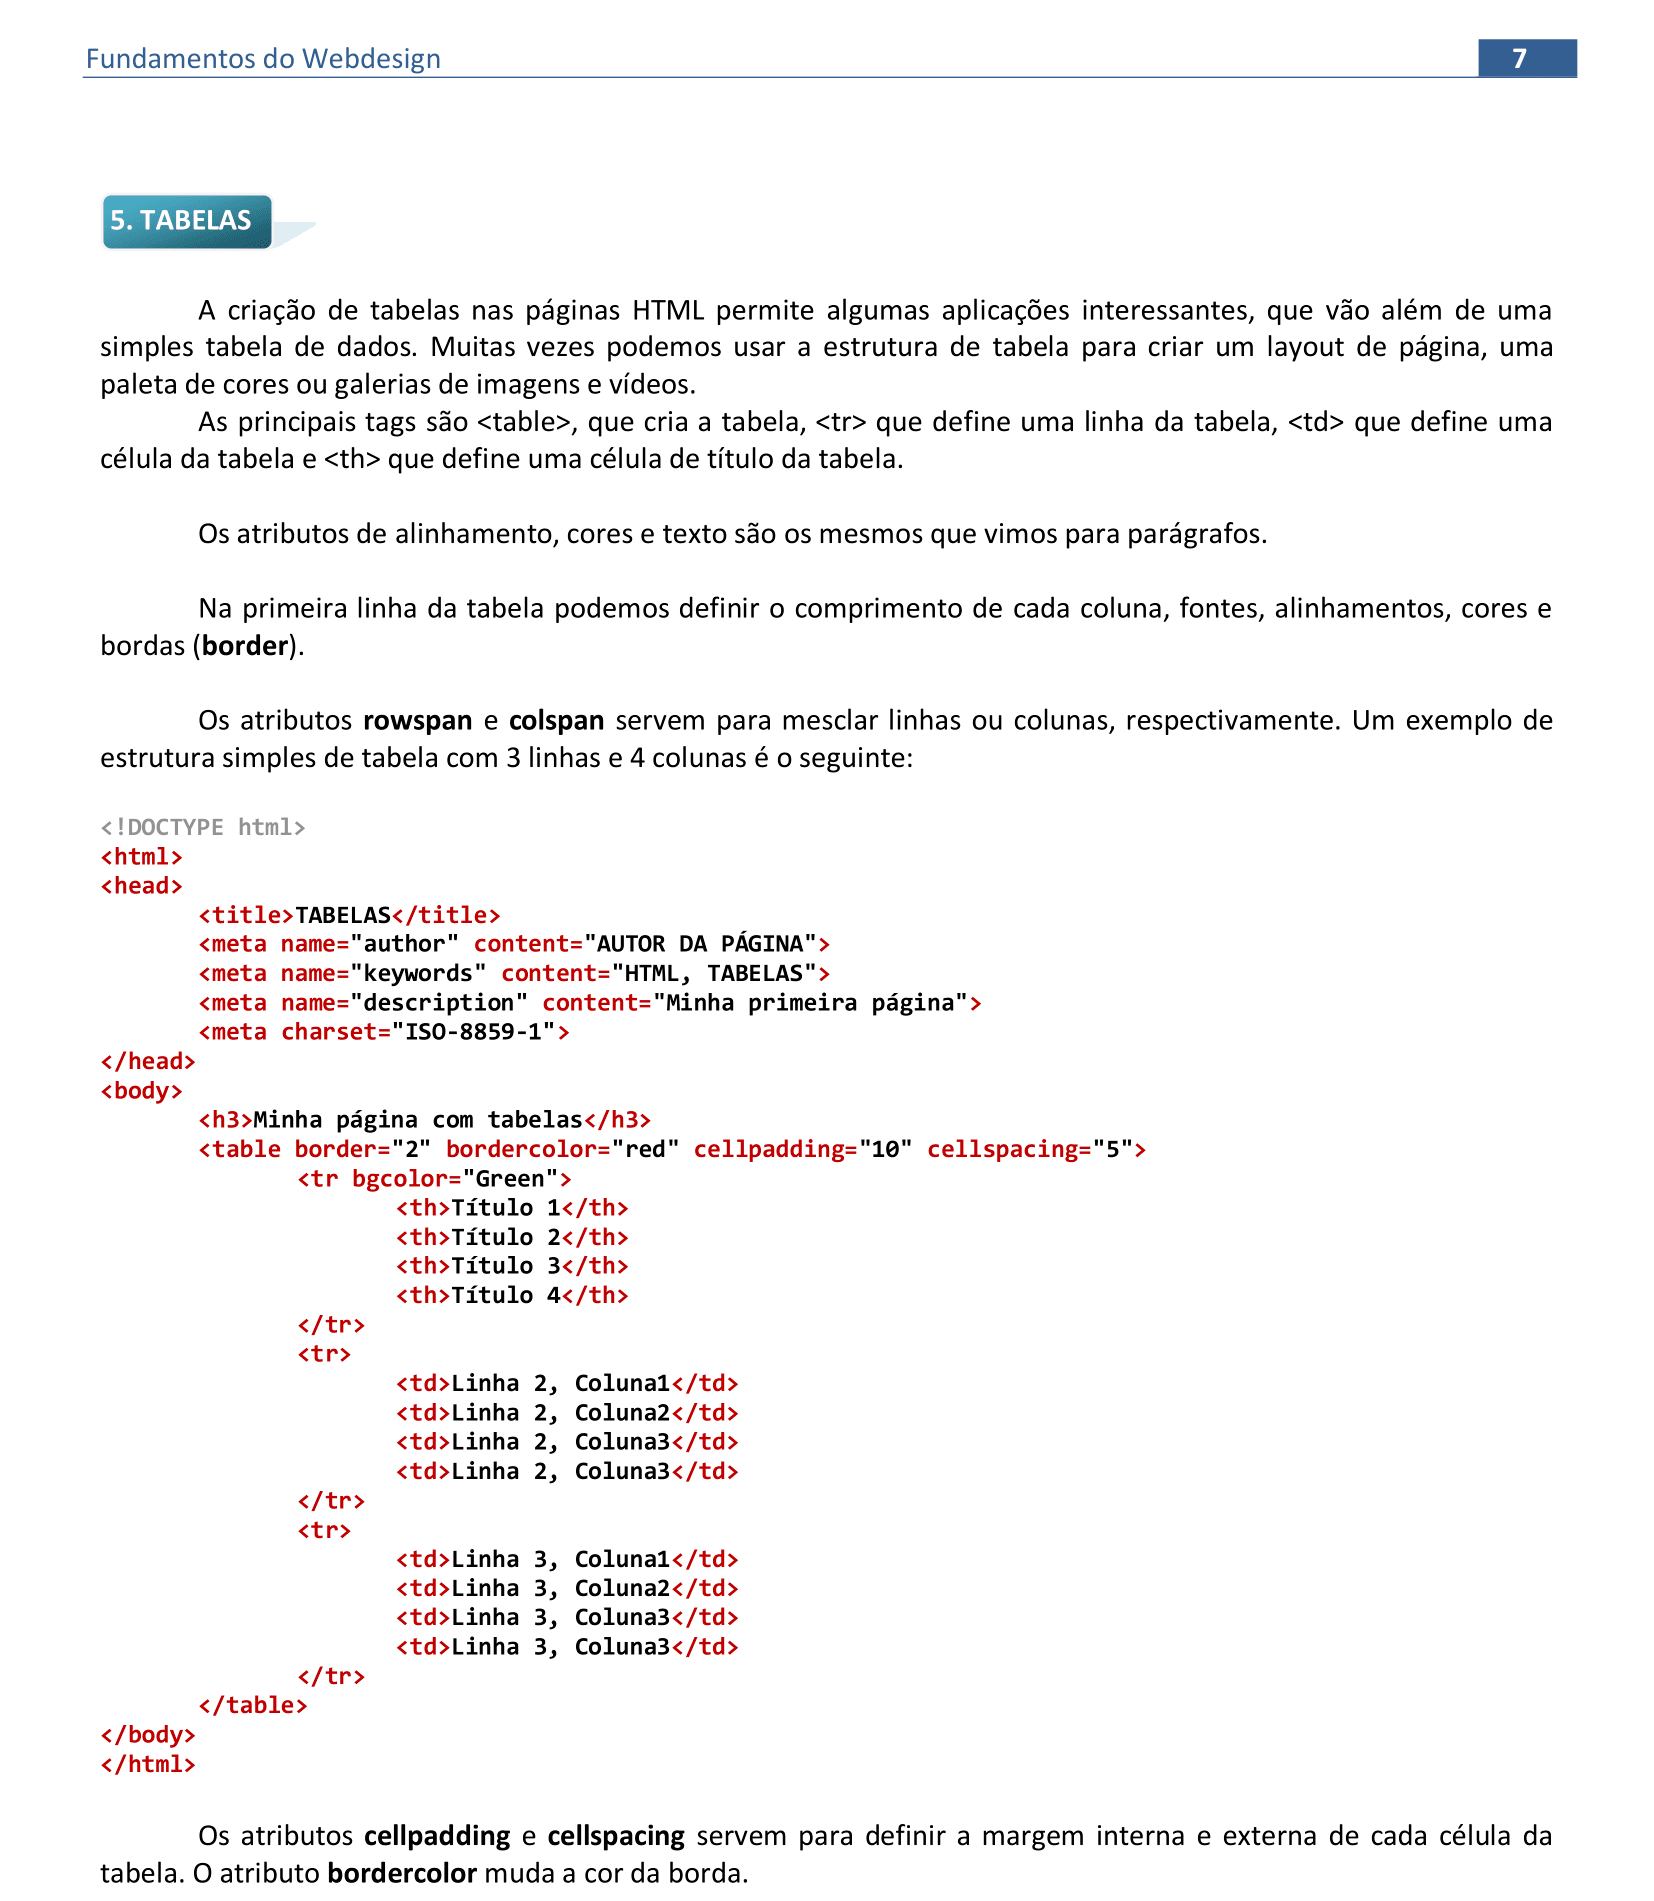 Fundamentos do Webdesign 7
5. TABELAS
A criação de tabelas nas páginas HTML permite algumas aplicações interessantes, que vão além de uma
simples tabela de dados. Muitas vezes podemos usar a estrutura de tabela para criar um layout de página, uma
paleta de cores ou galerias de imagens e vídeos.
As principais tags são <table>, que cria a tabela, <tr> que define uma linha da tabela, <td> que define uma
célula da tabela e <th> que define uma célula de título da tabela.
Os atributos de alinhamento, cores e texto são os mesmos que vimos para parágrafos.
Na primeira linha da tabela podemos definir o comprimento de cada coluna, fontes, alinhamentos, cores e
bordas (border).
Os atributos rowspan e colspan servem para mesclar linhas ou colunas, respectivamente. Um exemplo de
estrutura simples de tabela com 3 linhas e 4 colunas é o seguinte:
<!DOCTYPE html>
<html>
<head>
<title>TABELAS</title>
<meta name="author" content="AUTOR DA PÁGINA">
<meta name="keywords" content="HTML, TABELAS">
<meta name="description" content="Minha primeira página">
<meta charset="ISO-8859-1">
</head>
<body>
<h3>Minha página com tabelas</h3>
<table border="2" bordercolor="red" cellpadding="10" cellspacing="5">
<tr bgcolor="Green">
<th>Título 1</th>
<th>Título 2</th>
<th>Título 3</th>
<th>Título 4</th>
</tr>
<tr>
<td>Linha 2, Coluna1</td>
<td>Linha 2, Coluna2</td>
<td>Linha 2, Coluna3</td>
<td>Linha 2, Coluna3</td>
</tr>
<tr>
<td>Linha 3, Coluna1</td>
<td>Linha 3, Coluna2</td>
<td>Linha 3, Coluna3</td>
<td>Linha 3, Coluna3</td>
</tr>
</table>
</body>
</html>
Os atributos cellpadding e cellspacing servem para definir a margem interna e externa de cada célula da
tabela. O atributo bordercolor muda a cor da borda.